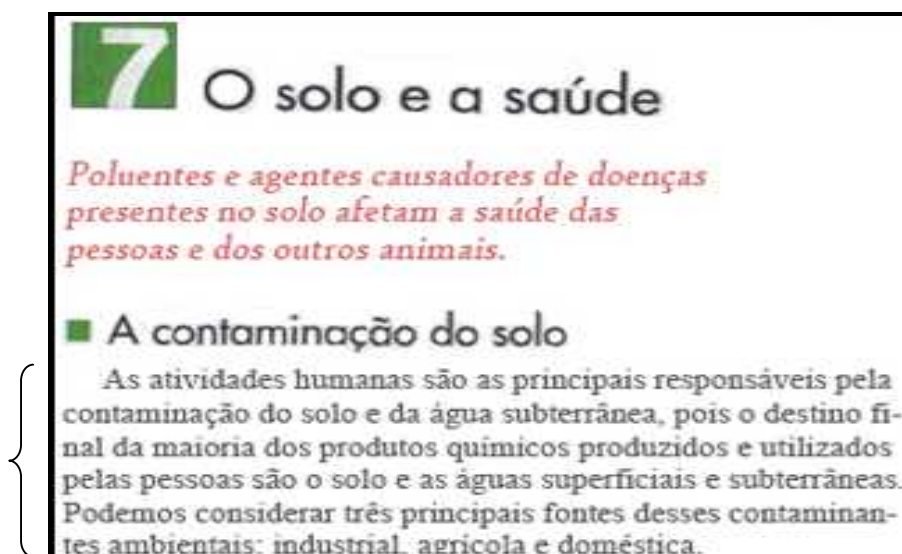 7 O solo e a saúde
Poluentes e agentes causadores de doenças
presentes no solo afetam a saúde das
pessoas e dos outros animais.
A contaminação do solo
As atividades humanas são as principais responsáveis pela
contaminação do solo e da água subterrânea, pois o destino fi-
nal da maioria dos produtos químicos produzidos e utilizados
pelas pessoas são o solo e as águas superficiais e subterrâneas.
Podemos considerar três principais fontes desses contaminan-
tes ambientais: industrial, agrícola e doméstica.